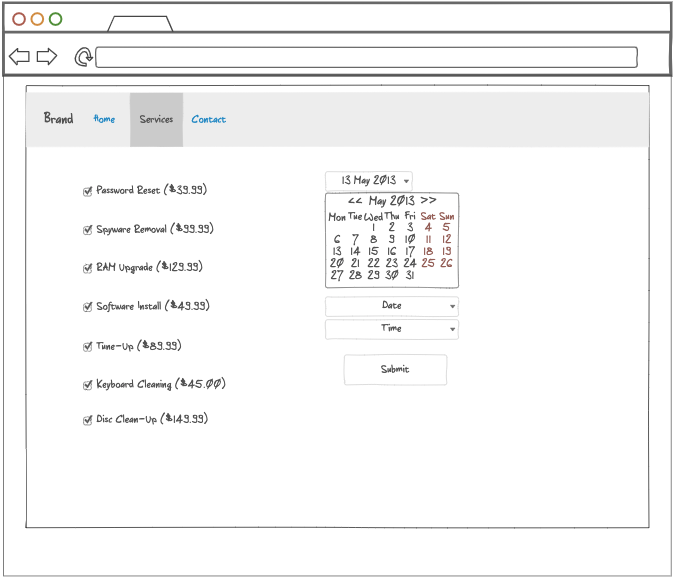 Brand Home Services Contact
Password Reset ($39.99)
Spyware Removal ($99.99)
RAM Upgrade ($129.99)
Software Install ($49.99)
Tune-Up ($89.99)
Keyboard Cleaning ($45.00)
Disc Clean-Up ($149.99)
13 May 2013
<< May 2013 >>
Mon Tue Wed Thu Fri Sat Sun
1 2 3 4 5
6 7 8 9 10 11 12
13 14 15 16 17 18 19
20 21 22 23 24 25 26
27 28 29 30 31
Date
Time
Submit